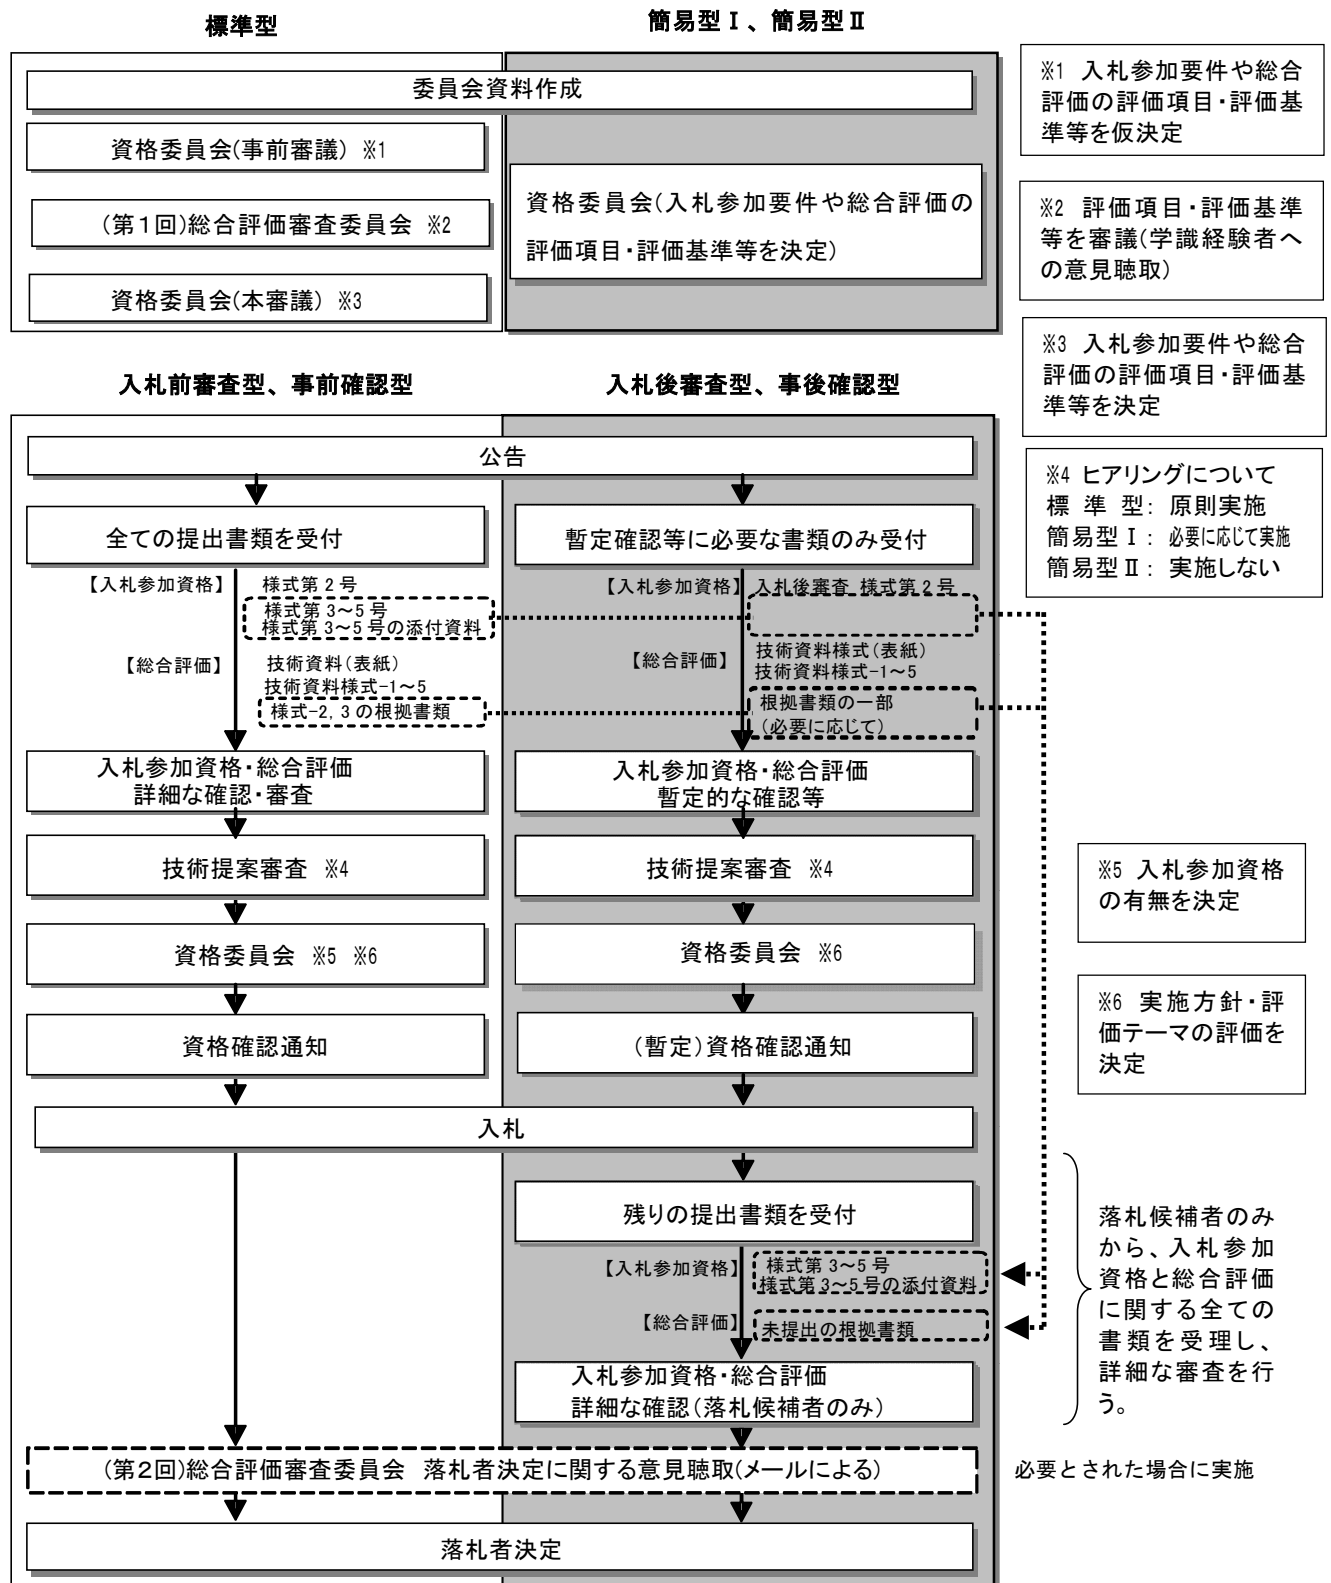 標準型
簡易型Ⅰ、簡易型Ⅱ
委員会資料作成
資格委員会(事前審議) ※1
(第1回)総合評価審査委員会 ※2
資格委員会(本審議) ※3
資格委員会(入札参加要件や総合評価の
評価項目・評価基準等を決定)
※1 入札参加要件や総合
評価の評価項目・評価基
準等を仮決定
※2 評価項目・評価基準
等を審議(学識経験者へ
の意見聴取)
※3 入札参加要件や総合
評価の評価項目・評価基
準等を決定
※4 ヒアリングについて
標 準 型: 原則実施
簡易型Ⅰ: 必要に応じて実施
簡易型Ⅱ: 実施しない
入札前審査型、事前確認型
入札後審査型、事後確認型
公告
全ての提出書類を受付
【入札参加資格】
様式第2号
様式第3~5号
様式第3~5号の添付資料
【総合評価】
技術資料(表紙)
技術資料様式-1~5
様式-2,3の根拠書類
入札参加資格・総合評価
詳細な確認・審査
技術提案審査 ※4
資格委員会 ※5 ※6
資格確認通知
暫定確認等に必要な書類のみ受付
【入札参加資格】
入札後審査 様式第2号
【総合評価】
技術資料様式(表紙)
技術資料様式-1~5
根拠書類の一部
(必要に応じて)
入札参加資格・総合評価
暫定的な確認等
技術提案審査 ※4
資格委員会 ※6
(暫定)資格確認通知
※5 入札参加資格
の有無を決定
※6 実施方針・評
価テーマの評価を
決定
入札
残りの提出書類を受付
【入札参加資格】
様式第3~5号
様式第3~5号の添付資料
【総合評価】
未提出の根拠書類
入札参加資格・総合評価
詳細な確認(落札候補者のみ)
落札候補者のみ
から、入札参加
資格と総合評価
に関する全ての
書類を受理し、
詳細な審査を行
う。
(第2回)総合評価審査委員会 落札者決定に関する意見聴取(メールによる)
必要とされた場合に実施
落札者決定